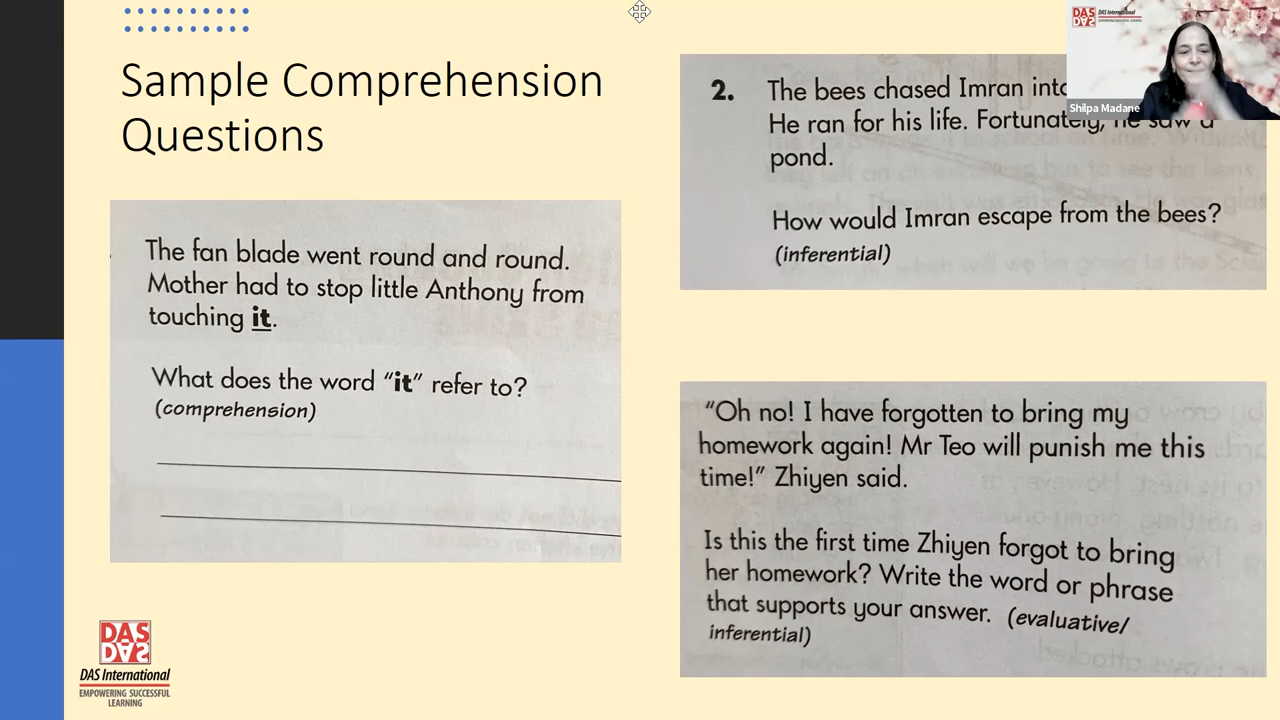 Sample Comprehension
Questions
The fan blade went round and round.
Mother had to stop little Anthony from
touching it.
What does the word “it” refer to?
(comprehension)
DAS
DAS International
EMPOWERING SUCCESSFUL
LEARNING
2. The bees chased Imran into
He ran for his life. Fortunately, he saw a
pond.
How would Imran escape from the bees?
(inferential)
“Oh no! I have forgotten to bring my
homework again! Mr Teo will punish me this
time!” Zhiyen said.
Is this the first time Zhiyen forgot to bring
her homework? Write the word or phrase
that supports your answer. (evaluative/
inferential)
DAS
DAS International
Shilpa Madane